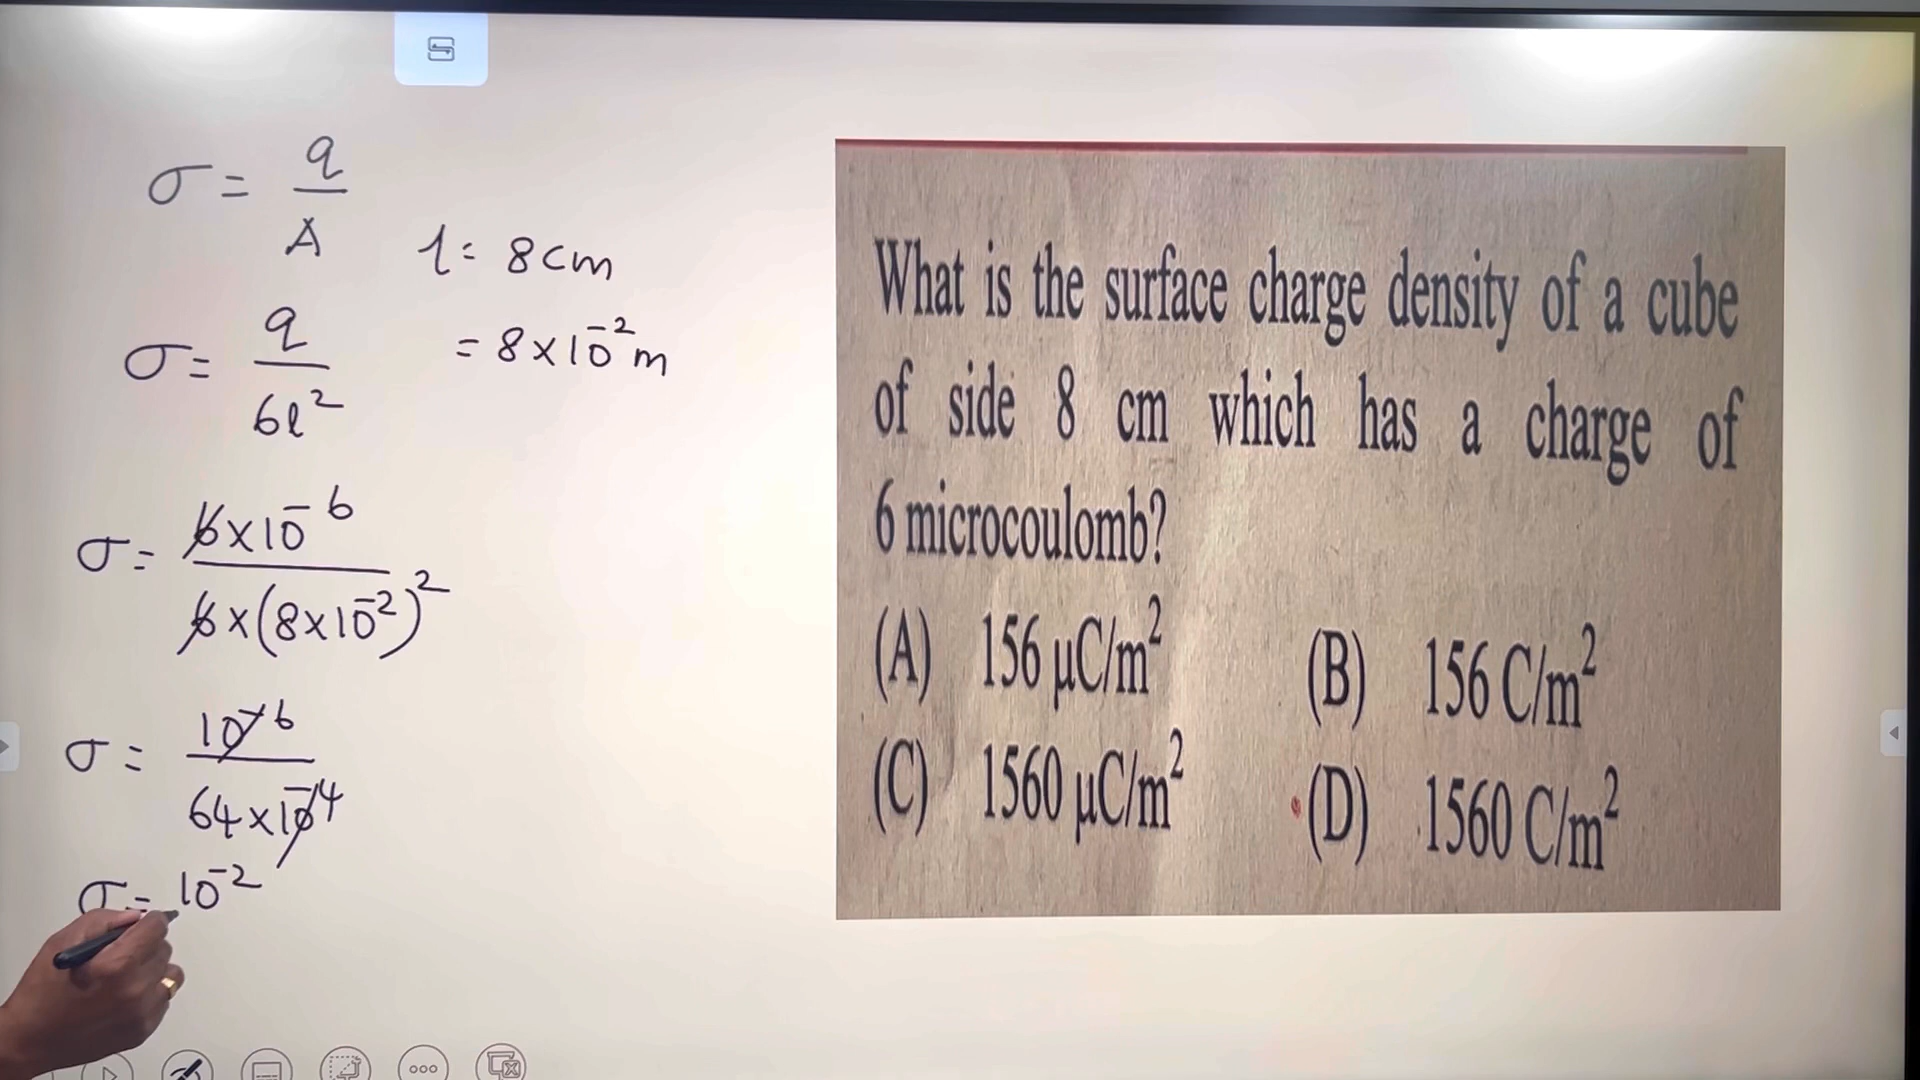 σ = q/A
l = 8cm
= 8×10⁻²m
σ = q/6l²
σ = 6×10⁻⁶/6×(8×10⁻²)²
σ = 10⁻⁶/64×10⁻⁴
σ = 10⁻²
What is the surface charge density of a cube
of side 8 cm which has a charge of
6 microcoulomb?
(A) 156 μC/m² (B) 156 C/m²
(C) 1560 μC/m² (D) 1560 C/m²